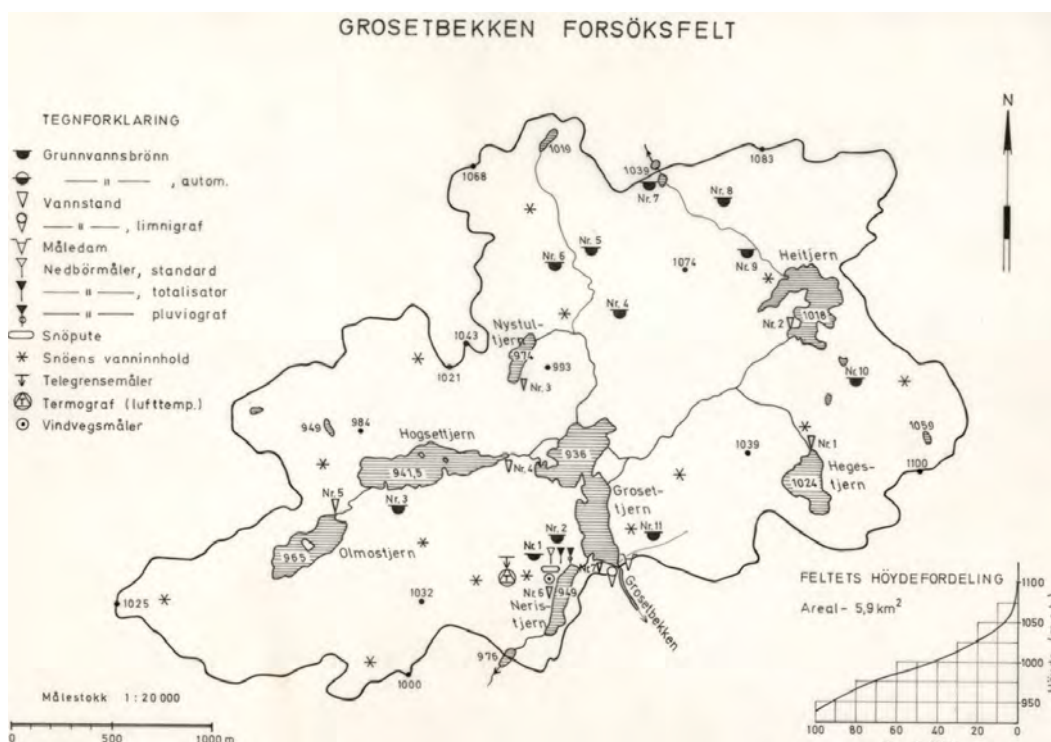 GROSETBEKKEN FORSÖKSFELT
TEGNFORKLARING
Grunnvannsbrönn
—— " ——, autom.
Vannstand
—— " ——, limnigraf
Måledam
Nedbörmåler, standard
—— " ——, totalisator
—— " —— pluviograf
Snöpute
Snöens vanninnhold
Telegrensemåler
Termograf (lufttemp.)
Vindvegsmåler
N
1019
1068
1039
1083
Nr. 7
Nr. 8
Nr. 5
Nr. 6
1074
Nr. 9
Heitjern
Nr. 4
1018
Nr. 2
Nystul-
tjern
974
1043
1021
993
Nr. 3
Nr. 10
949
984
Hogsettjern
941,5
936
1039
Nr. 1
1059
1100
Heges-
tjern
1024
Nr. 4
Groset-
tjern
Nr. 5
Nr. 3
965
Olmostjern
Nr. 2
Nr. 1
Nr. 11
Nr. 7
Nr. 6
949
Neris-
tjern
Grosetbekken
1025
1032
976
1000
FELTETS HÖYDEFORDELING
Areal – 5,9 km²
1100
1050
1000
950
100 80 60 40 20 0
Målestokk 1 : 20 000
0 500 1000 m